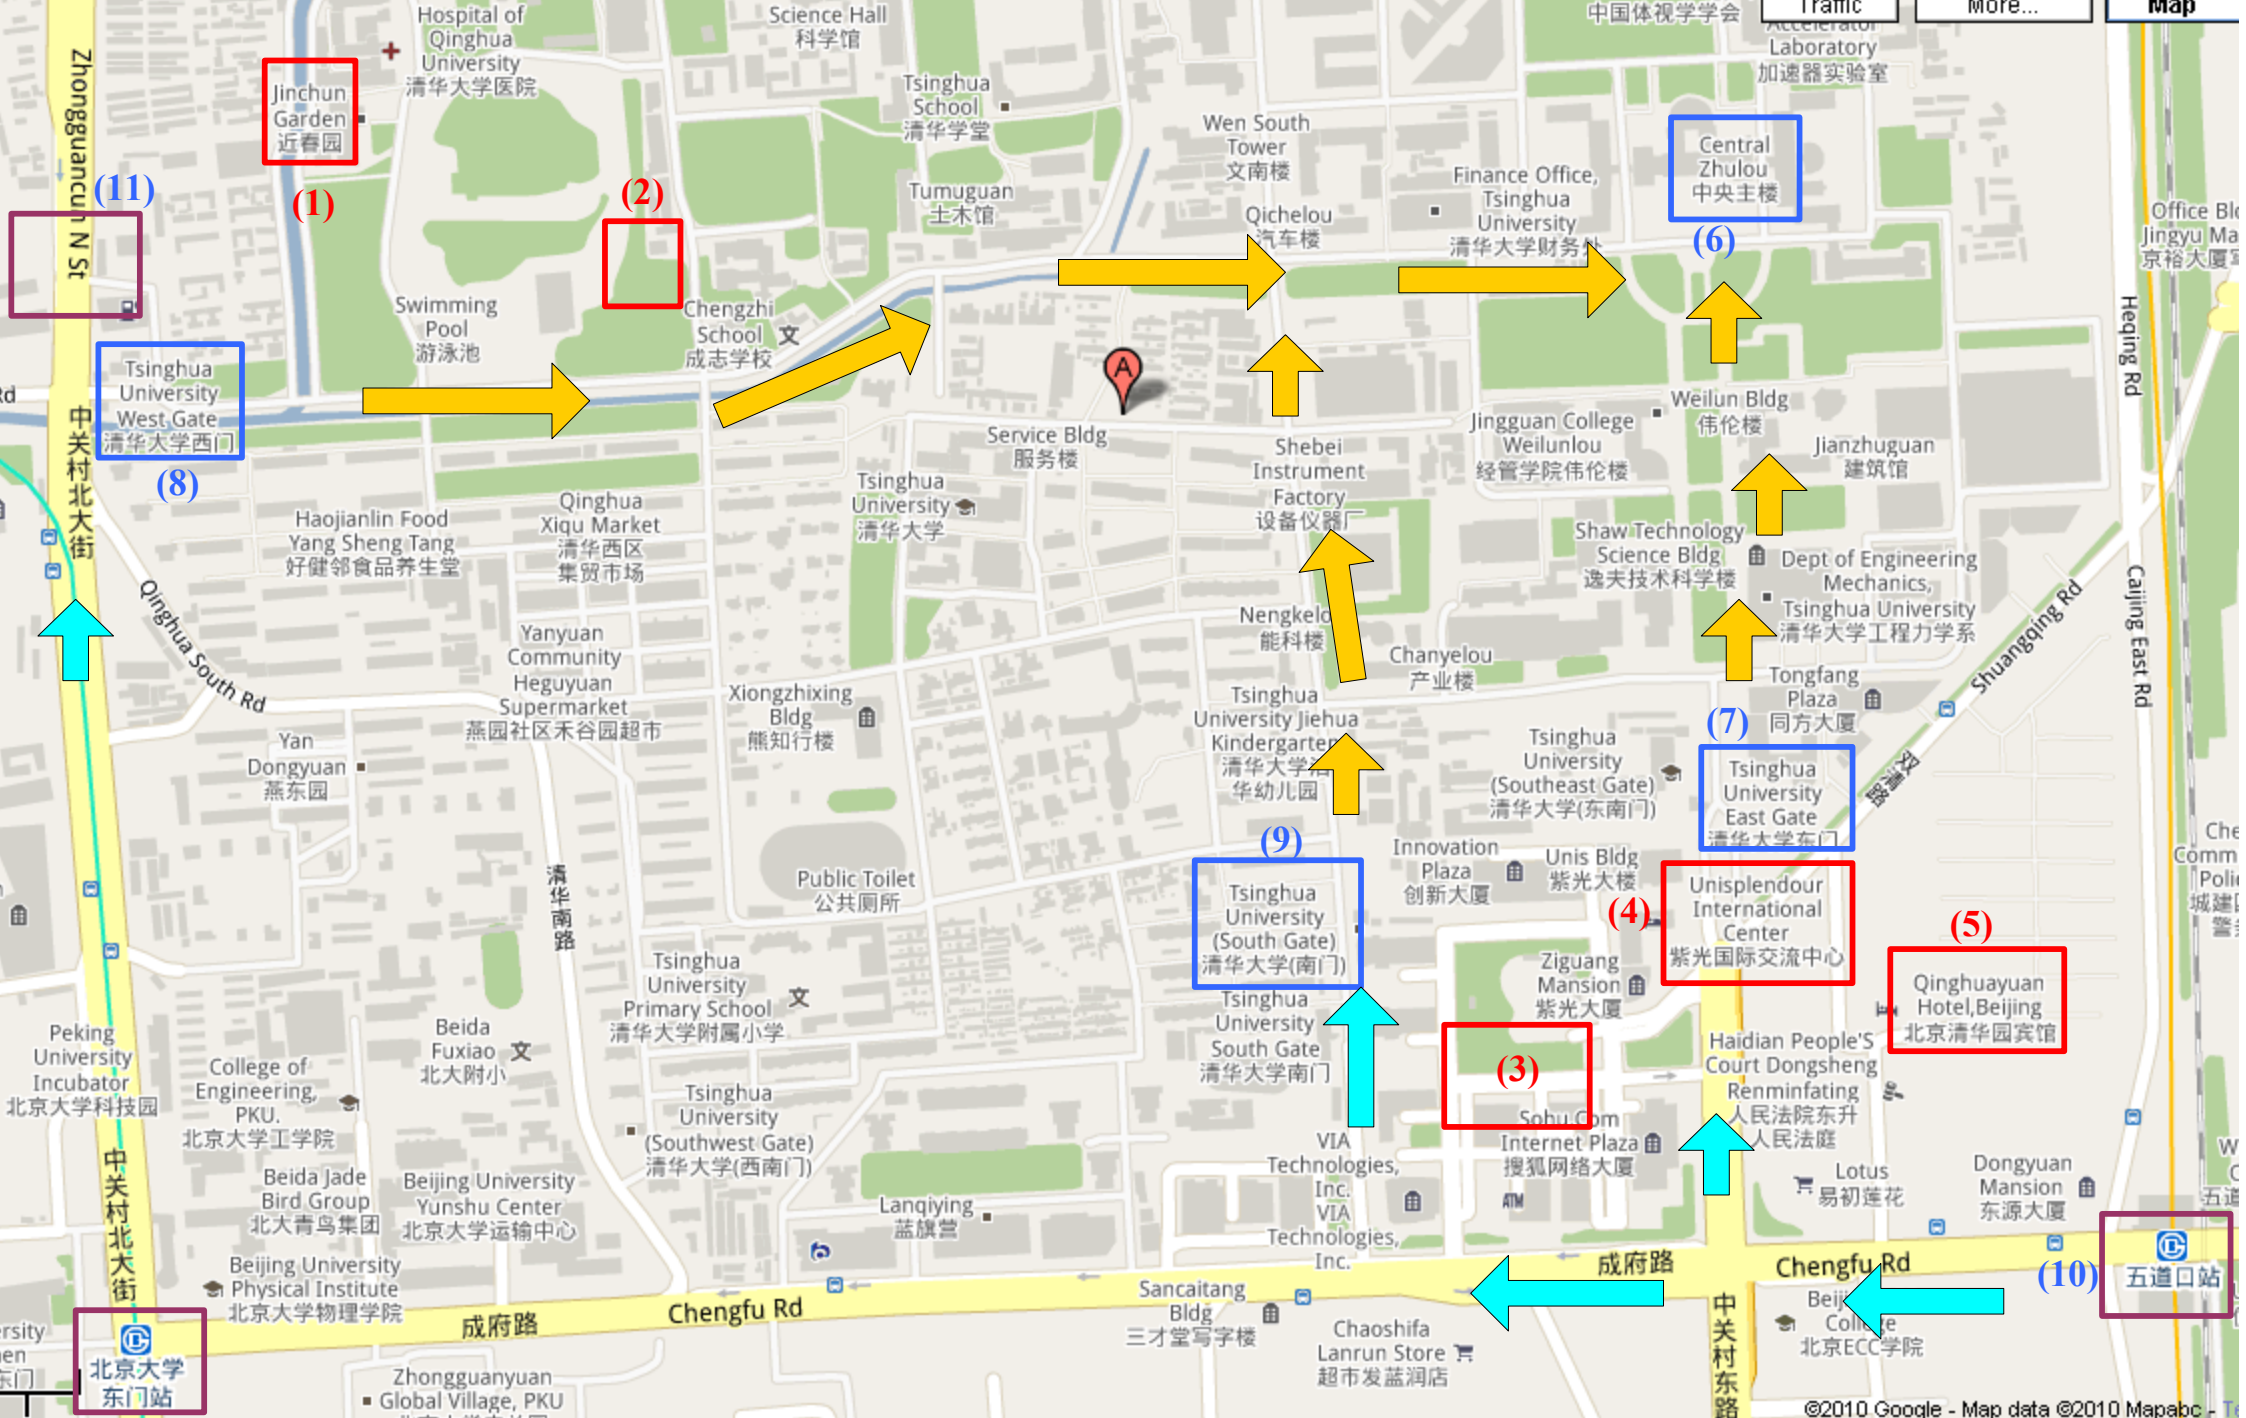 Traffic
More...
Map
Hospital of
Qinghua
University
清华大学医院
Science Hall
科学馆
中国体视学学会
Accelerator
Laboratory
加速器实验室
Zhongguancun N St
Jinchun
Garden
近春园
(1)
(11)
(2)
Tsinghua
School
清华学堂
Tumuguan
土木馆
Wen South
Tower
文南楼
Qichelou
汽车楼
Finance Office,
Tsinghua
University
清华大学财务处
Central
Zhulou
中央主楼
(6)
Office Blo
Jingyu Ma
Swimming
Pool
游泳池
Chengzhi
School
成志学校
Tsinghua
University
West Gate
清华大学西门
(8)
Rd
中关村北大街
A
Service Bldg
服务楼
Shebei
Instrument
Factory
设备仪器厂
Jingguan College
Weilunlou
经管学院伟伦楼
Weilun Bldg
伟伦楼
Jianzhuguan
建筑馆
Heqing Rd
Haojianlin Food
Yang Sheng Tang
好健邻食品养生堂
Qinghua
Xiqu Market
清华西区
集贸市场
Tsinghua
University
清华大学
Shaw Technology
Science Bldg
逸夫技术科学楼
Dept of Engineering
Mechanics,
Tsinghua University
清华大学工程力学系
Caijing East Rd
Shuangqing Rd
双清路
Qinghua South Rd
Yanyuan
Community
Heguyuan
Supermarket
燕园社区禾谷园超市
Xiongzhixing
Bldg
熊知行楼
Nengkelo
能科楼
Chanyelou
产业楼
Tsinghua
University Jiehua
Kindergarten
清华大学洁
华幼儿园
Tongfang
Plaza
同方大厦
(7)
Tsinghua
University
East Gate
清华大学东门
Tsinghua
University
(Southeast Gate)
清华大学(东南门)
Yan
Dongyuan
燕东园
清华南路
Public Toilet
公共厕所
(9)
Tsinghua
University
(South Gate)
清华大学(南门)
Innovation
Plaza
创新大厦
Unis Bldg
紫光大楼
(4)
Unisplendour
International
Center
紫光国际交流中心
(5)
Qinghuayuan
Hotel,Beijing
北京清华园宾馆
Che
Comm
Poli
Tsinghua
University
Primary School
清华大学附属小学
Tsinghua
University
South Gate
清华大学南门
Ziguang
Mansion
紫光大厦
(3)
Haidian People'S
Court Dongsheng
Renminfating
人民法院东升
人民法庭
Peking
University
Incubator
北京大学科技园
College of
Engineering,
PKU.
北京大学工学院
Beida
Fuxiao
北大附小
Tsinghua
University
(Southwest Gate)
清华大学(西南门)
Sohu.Com
Internet Plaza
搜狐网络大厦
ATM
VIA
Technologies,
Inc.
VIA
Technologies,
Inc.
Lotus
易初莲花
Dongyuan
Mansion
东源大厦
中关村北大街
Beida Jade
Bird Group
北大青鸟集团
Beijing University
Yunshu Center
北京大学运输中心
Lanqiying
蓝旗营
Beijing University
Physical Institute
北京大学物理学院
成府路
Chengfu Rd
Sancaitang
Bldg
三才堂写字楼
成府路
Chengfu Rd
(10)
五道口站
Chaoshifa
Lanrun Store
超市发蓝润店
中关村东路
College
北京ECC学院
北京大学
东门站
Zhongguanyuan
Global Village, PKU
©2010 Google - Map data ©2010 Mapabc - Te